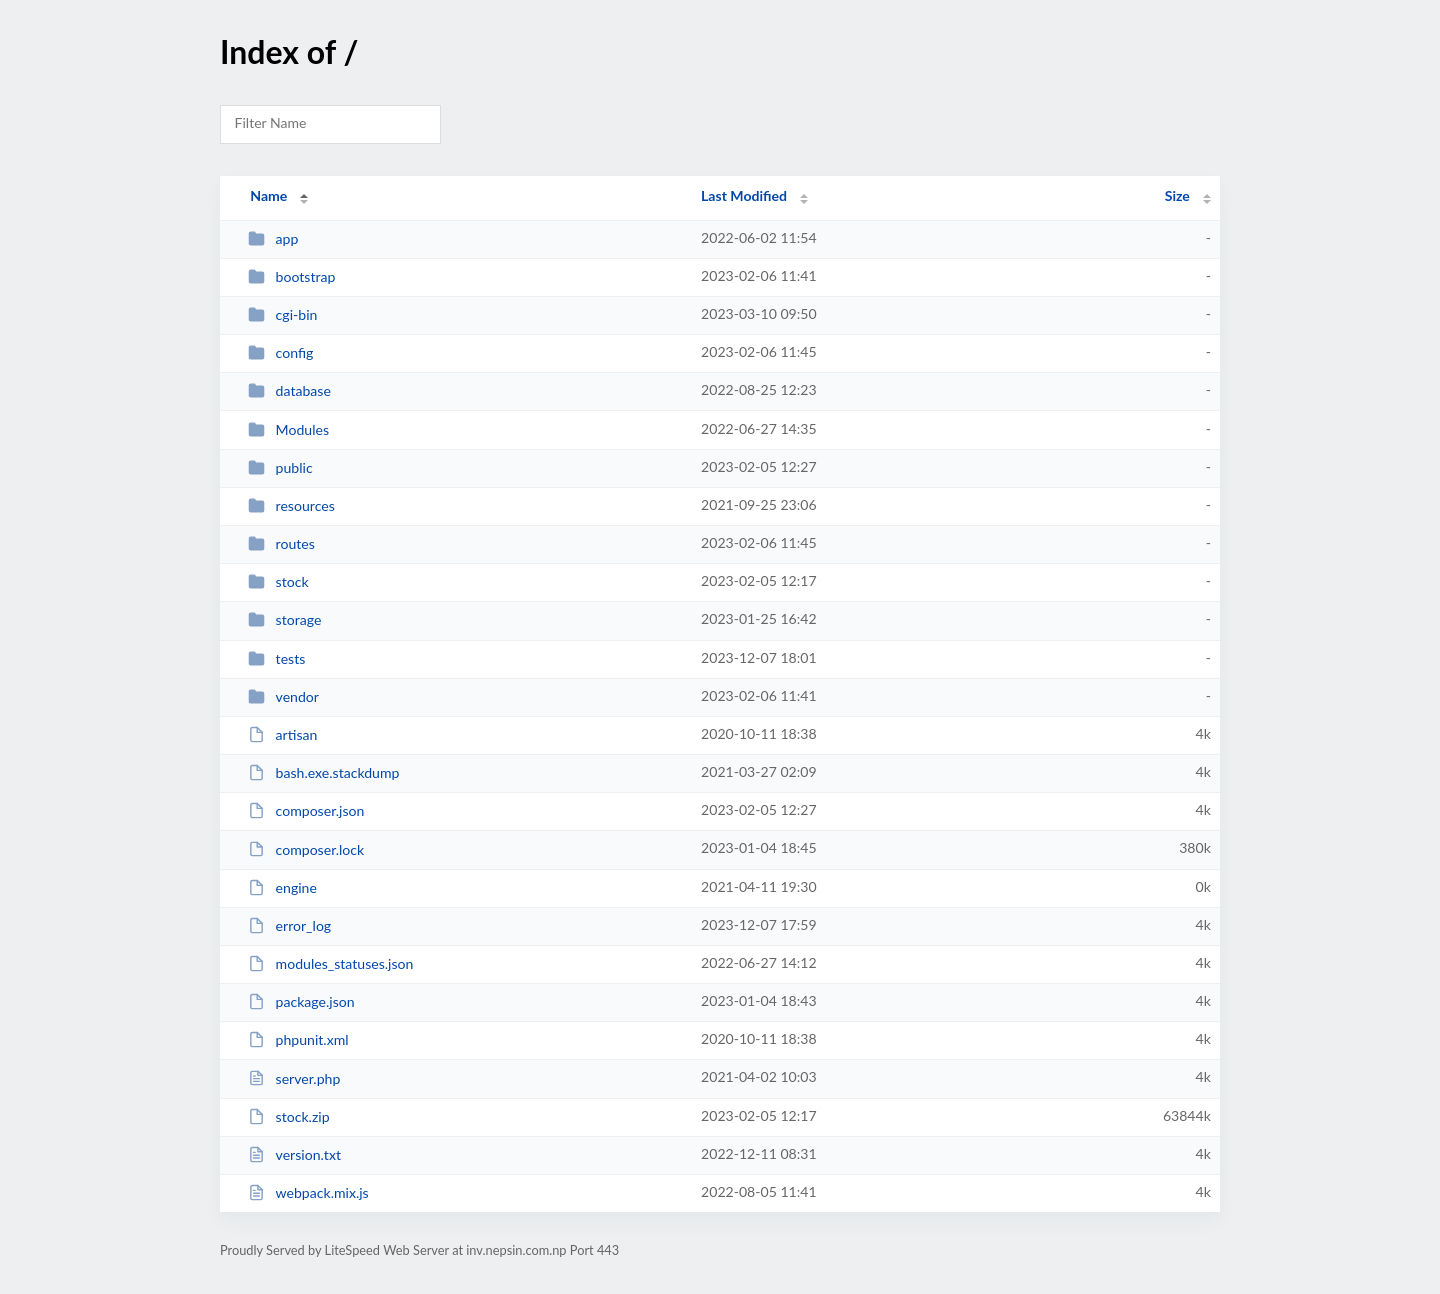 Index of /
Filter Name
Name Last Modified Size
app 2022-06-02 11:54 -
bootstrap 2023-02-06 11:41 -
cgi-bin 2023-03-10 09:50 -
config 2023-02-06 11:45 -
database 2022-08-25 12:23 -
Modules 2022-06-27 14:35 -
public 2023-02-05 12:27 -
resources 2021-09-25 23:06 -
routes 2023-02-06 11:45 -
stock 2023-02-05 12:17 -
storage 2023-01-25 16:42 -
tests 2023-12-07 18:01 -
vendor 2023-02-06 11:41 -
artisan 2020-10-11 18:38 4k
bash.exe.stackdump 2021-03-27 02:09 4k
composer.json 2023-02-05 12:27 4k
composer.lock 2023-01-04 18:45 380k
engine 2021-04-11 19:30 0k
error_log 2023-12-07 17:59 4k
modules_statuses.json 2022-06-27 14:12 4k
package.json 2023-01-04 18:43 4k
phpunit.xml 2020-10-11 18:38 4k
server.php 2021-04-02 10:03 4k
stock.zip 2023-02-05 12:17 63844k
version.txt 2022-12-11 08:31 4k
webpack.mix.js 2022-08-05 11:41 4k
Proudly Served by LiteSpeed Web Server at inv.nepsin.com.np Port 443